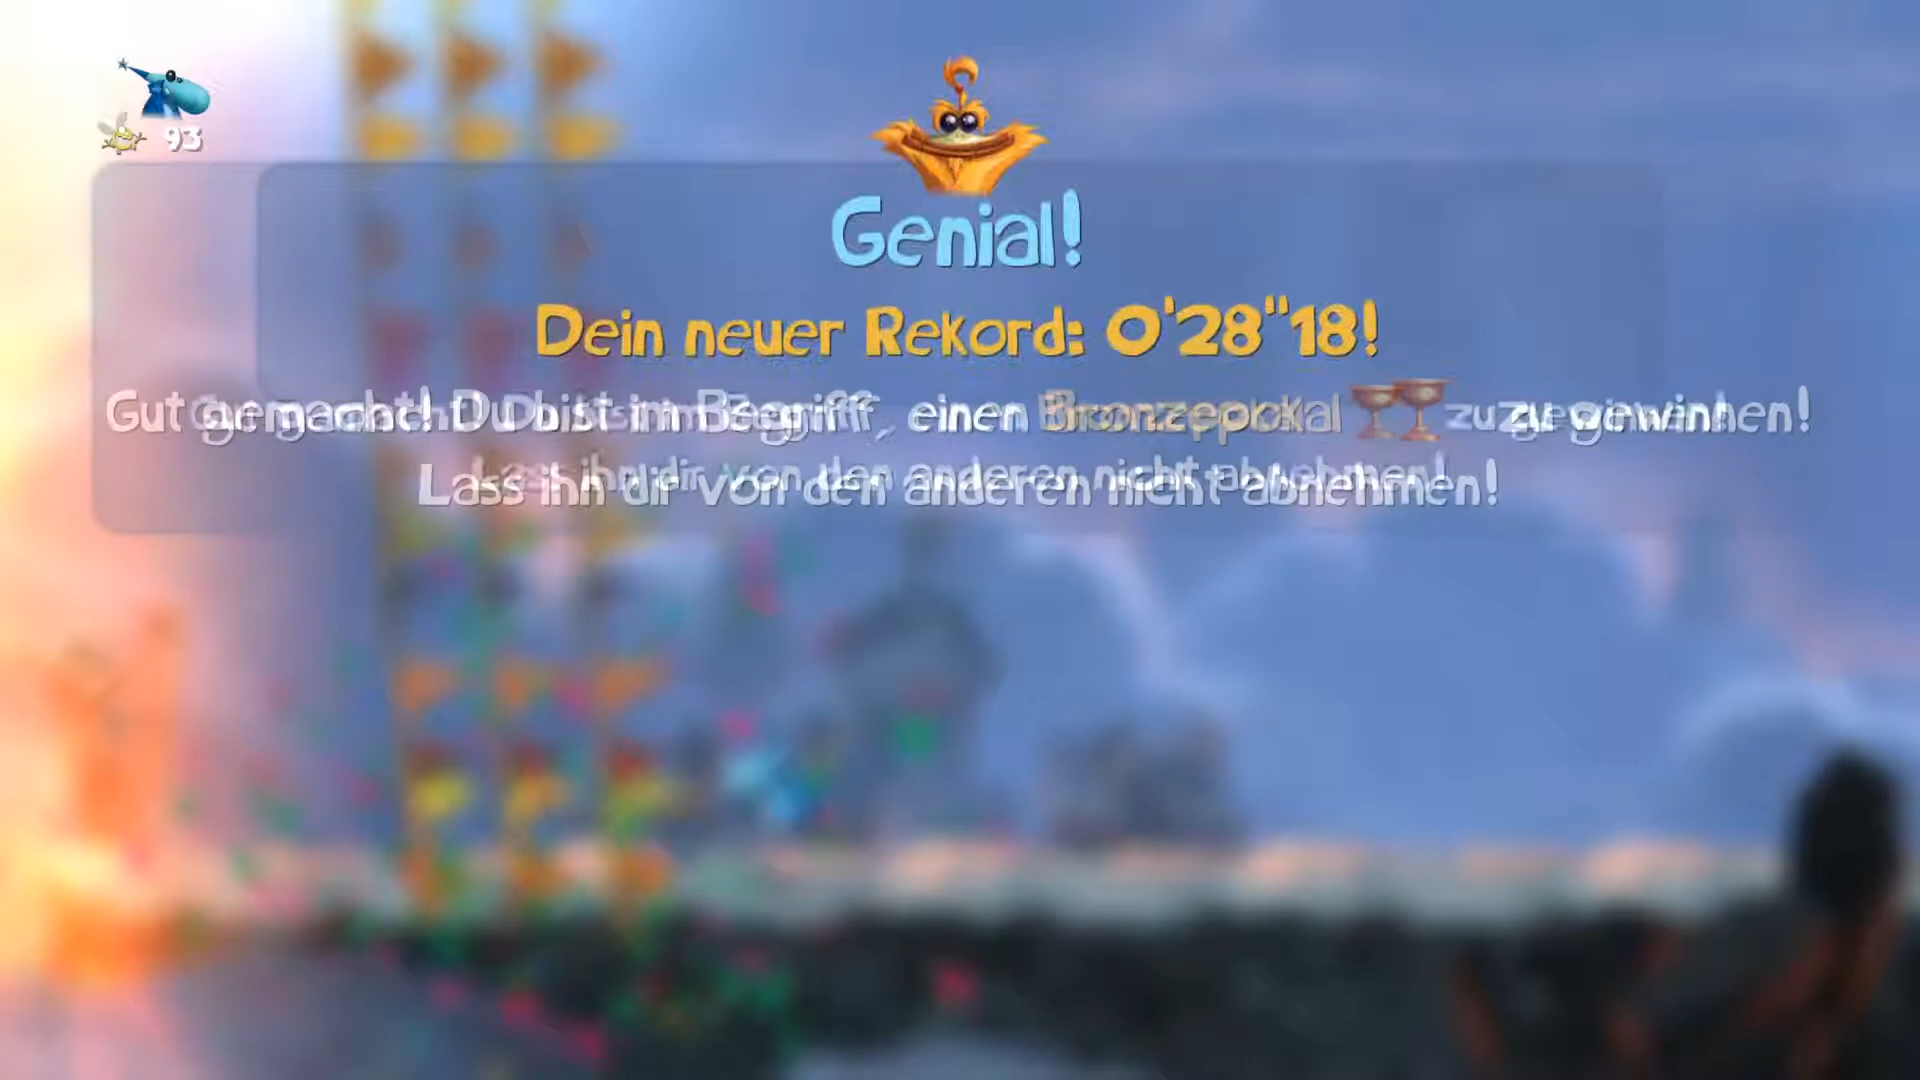 93
Genial!
Dein neuer Rekord: 0'28"18!
Gut gemacht! Du bist im Begriff, einen Bronzepokal zu gewinnen!
Lass ihn dir von den anderen nicht abnehmen!